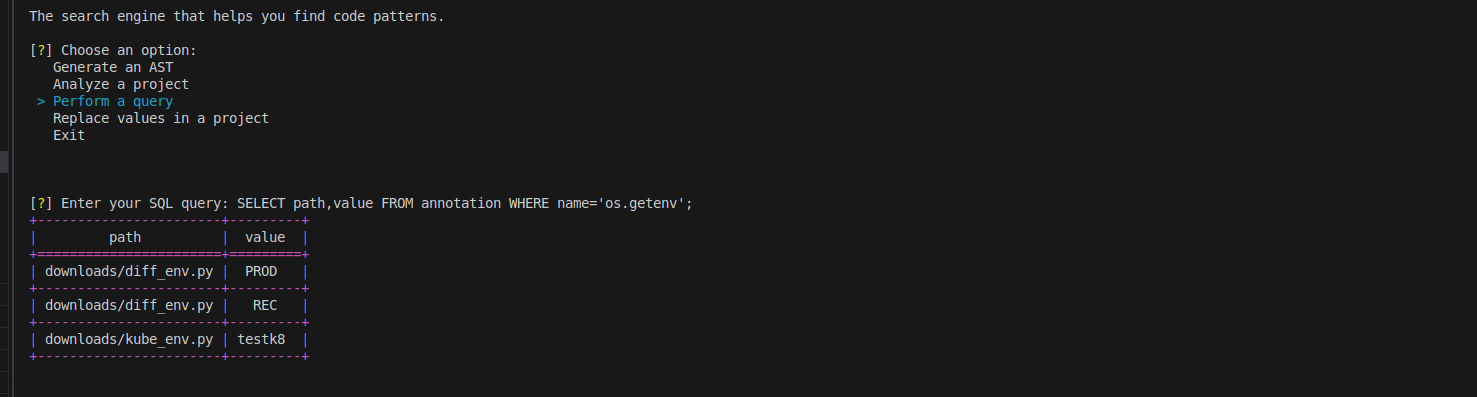 The search engine that helps you find code patterns.
[?] Choose an option:
Generate an AST
Analyze a project
> Perform a query
Replace values in a project
Exit
[?] Enter your SQL query: SELECT path,value FROM annotation WHERE name='os.getenv';
+-----------------------+---------+
| path | value |
+=======================+=========+
| downloads/diff_env.py | PROD |
+-----------------------+---------+
| downloads/diff_env.py | REC |
+-----------------------+---------+
| downloads/kube_env.py | testk8 |
+-----------------------+---------+